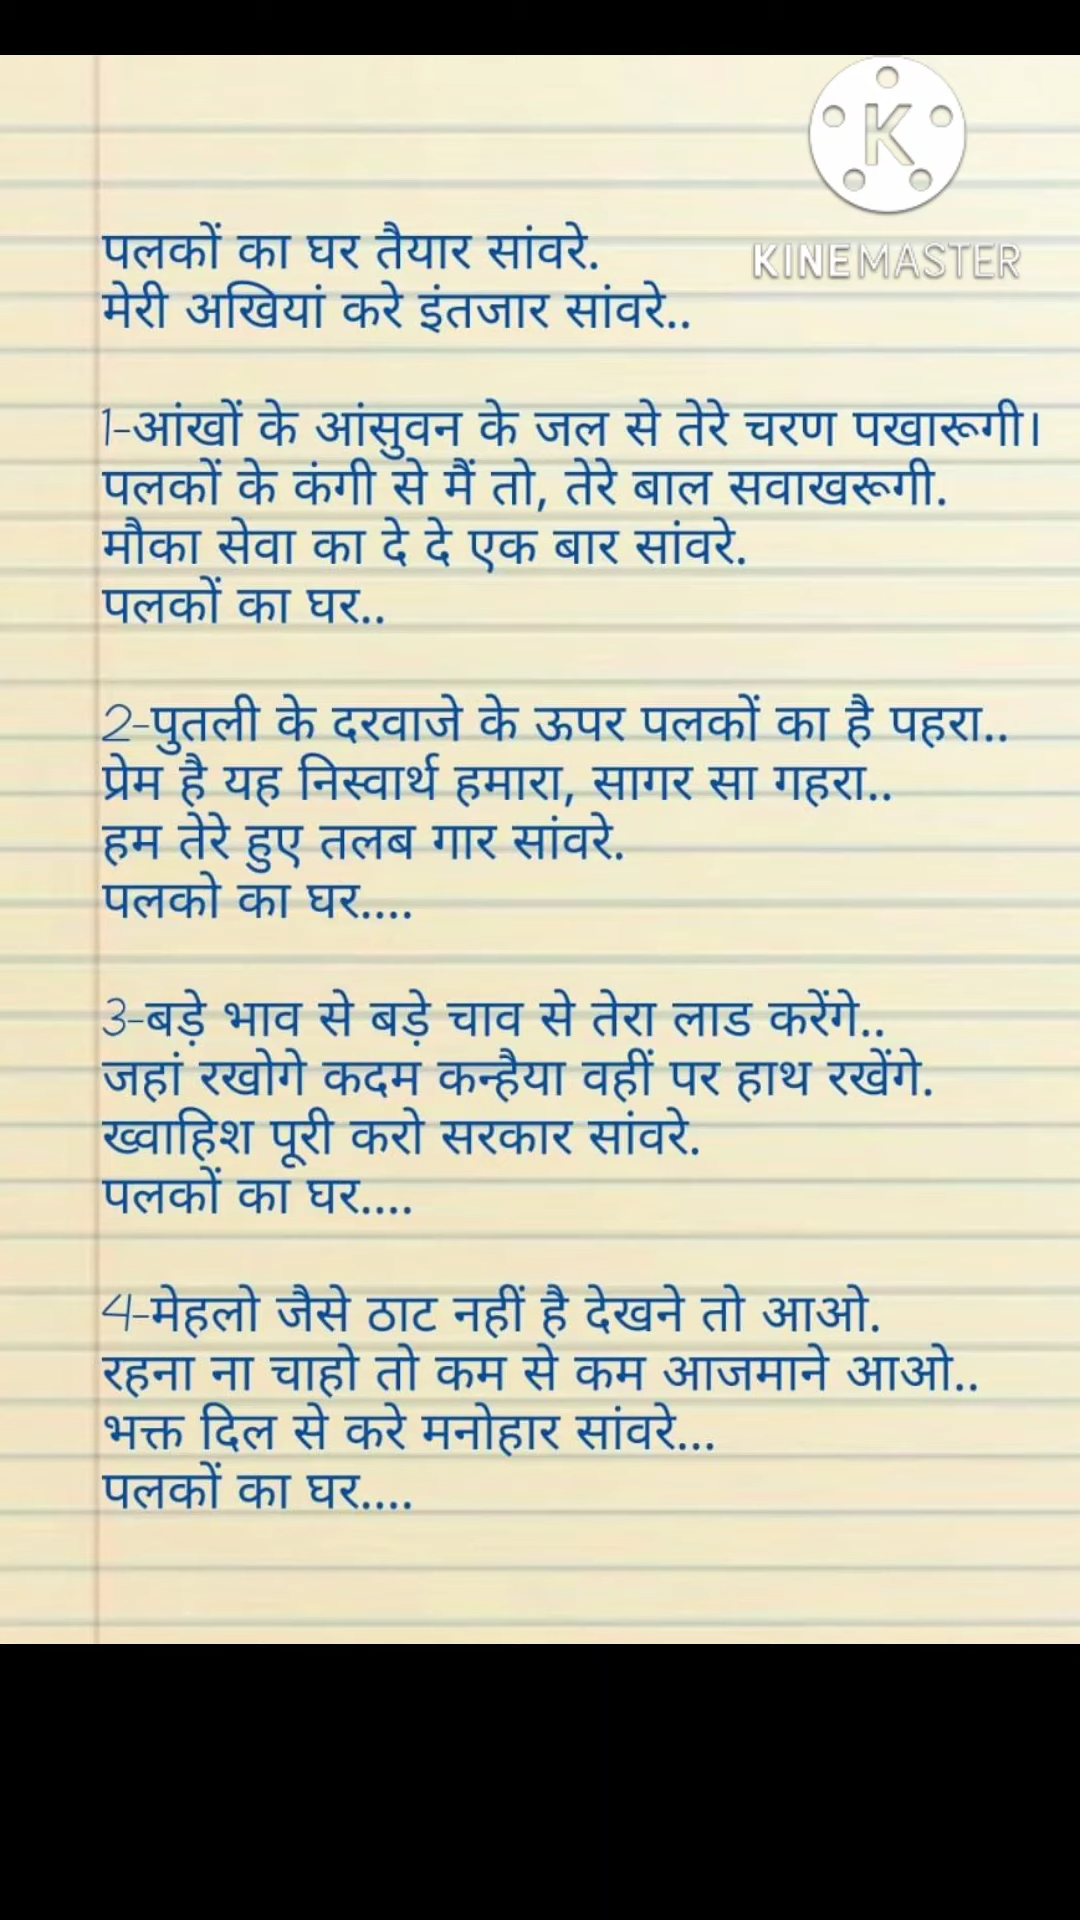 K
KINEMASTER
पलकों का घर तैयार सांवरे.
मेरी अखियां करे इंतजार सांवरे..
1-आंखों के आंसुवन के जल से तेरे चरण पखारूगी।
पलकों के कंगी से मैं तो, तेरे बाल सवाखरूगी.
मौका सेवा का दे दे एक बार सांवरे.
पलकों का घर..
2-पुतली के दरवाजे के ऊपर पलकों का है पहरा..
प्रेम है यह निस्वार्थ हमारा, सागर सा गहरा..
हम तेरे हुए तलब गार सांवरे.
पलको का घर....
3-बड़े भाव से बड़े चाव से तेरा लाड करेंगे..
जहां रखोगे कदम कन्हैया वहीं पर हाथ रखेंगे.
ख्वाहिश पूरी करो सरकार सांवरे.
पलकों का घर....
4-मेहलो जैसे ठाट नहीं है देखने तो आओ.
रहना ना चाहो तो कम से कम आजमाने आओ..
भक्त दिल से करे मनोहार सांवरे...
पलकों का घर....